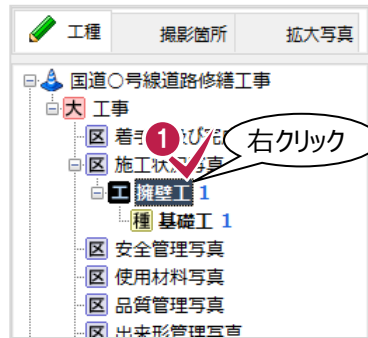 工種 撮影箇所 拡大写真
国道○号線道路修繕工事
大 工事
区 着手
1
右クリック
区 施工状況写真
工 擁壁工 1
種 基礎工 1
区 安全管理写真
区 使用材料写真
区 品質管理写真
区 出来形管理写真